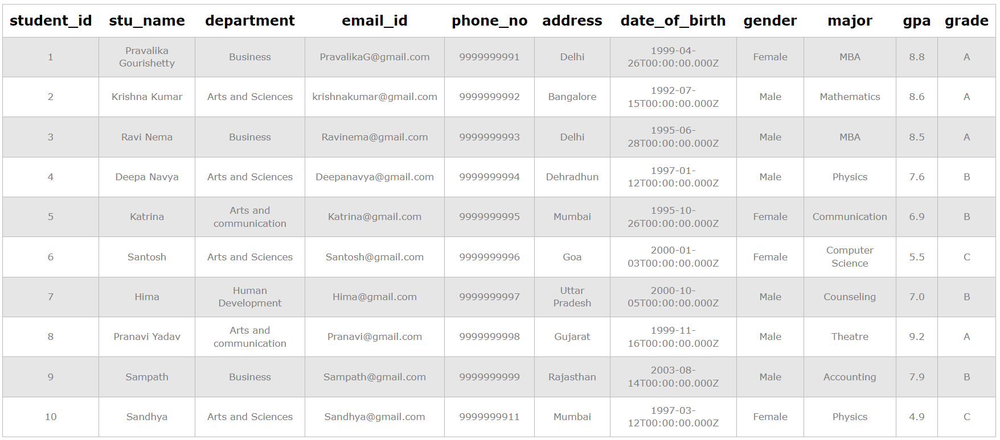 student_id stu_name department email_id phone_no address date_of_birth gender major gpa grade
1 Pravalika Gourishetty Business PravalikaG@gmail.com 9999999991 Delhi 1999-04-26T00:00:00.000Z Female MBA 8.8 A
2 Krishna Kumar Arts and Sciences krishnakumar@gmail.com 9999999992 Bangalore 1992-07-15T00:00:00.000Z Male Mathematics 8.6 A
3 Ravi Nema Business Ravinema@gmail.com 9999999993 Delhi 1995-06-28T00:00:00.000Z Male MBA 8.5 A
4 Deepa Navya Arts and Sciences Deepanavya@gmail.com 9999999994 Dehradhun 1997-01-12T00:00:00.000Z Male Physics 7.6 B
5 Katrina Arts and communication Katrina@gmail.com 9999999995 Mumbai 1995-10-26T00:00:00.000Z Female Communication 6.9 B
6 Santosh Arts and Sciences Santosh@gmail.com 9999999996 Goa 2000-01-03T00:00:00.000Z Female Computer Science 5.5 C
7 Hima Human Development Hima@gmail.com 9999999997 Uttar Pradesh 2000-10-05T00:00:00.000Z Male Counseling 7.0 B
8 Pranavi Yadav Arts and communication Pranavi@gmail.com 9999999998 Gujarat 1999-11-16T00:00:00.000Z Male Theatre 9.2 A
9 Sampath Business Sampath@gmail.com 9999999999 Rajasthan 2003-08-14T00:00:00.000Z Male Accounting 7.9 B
10 Sandhya Arts and Sciences Sandhya@gmail.com 9999999911 Mumbai 1997-03-12T00:00:00.000Z Female Physics 4.9 C